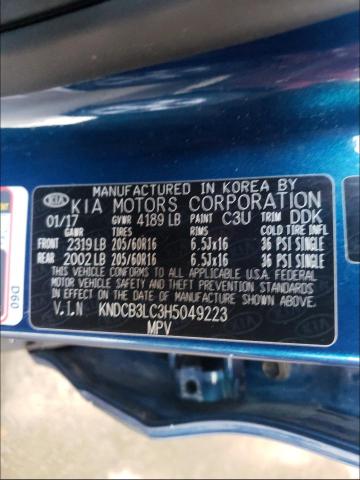 MANUFACTURED IN KOREA BY
KIA KIA MOTORS CORPORATION
01/17 GVWR 4189 LB PAINT C3U TRIM DDK
GAWR TIRES RIMS COLD TIRE INFL
FRONT 2319 LB 205/60R16 6.5Jx16 36 PSI SINGLE
REAR 2002 LB 205/60R16 6.5Jx16 36 PSI SINGLE
THIS VEHICLE CONFORMS TO ALL APPLICABLE U.S.A FEDERAL
MOTOR VEHICLE SAFETY AND THEFT PREVENTION STANDARDS
IN EFFECT ON THE DATE OF MANUFACTURE SHOWN ABOVE.
V.I.N KNDCB3LC3H5049223
MPV
D60